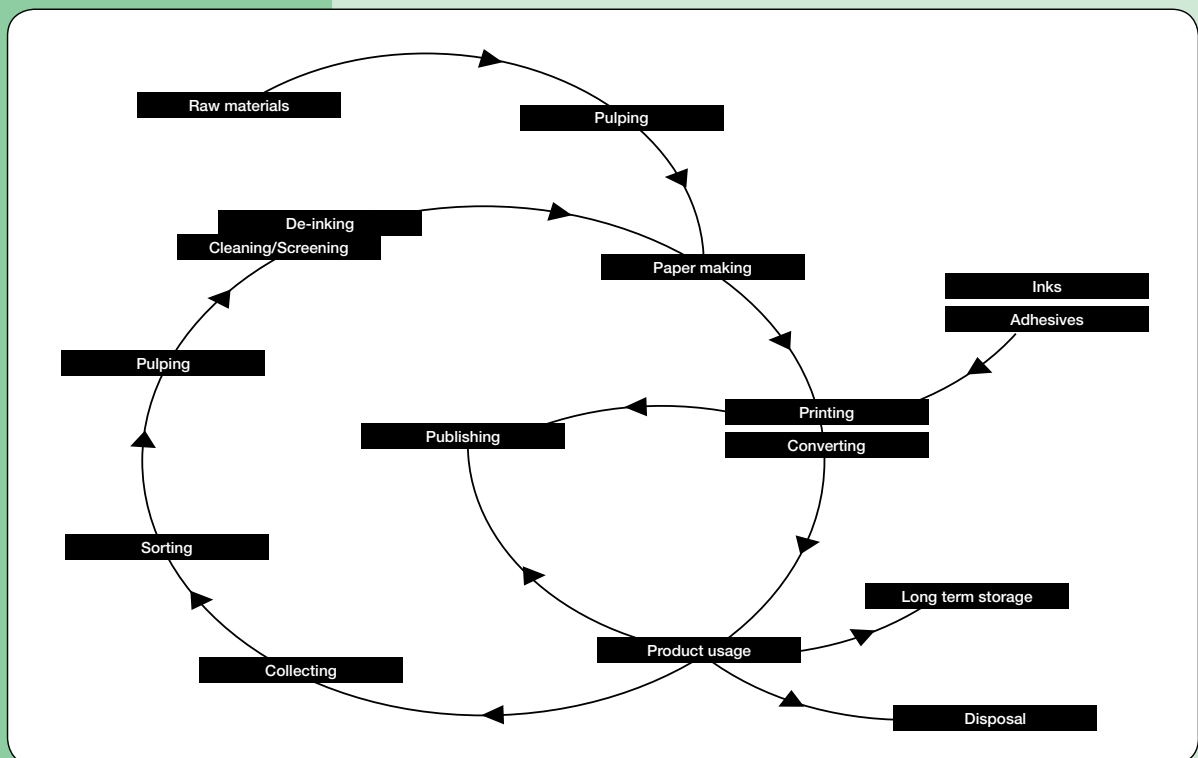 Raw materials
Pulping
De-inking
Cleaning/Screening
Paper making
Inks
Adhesives
Pulping
Printing
Converting
Publishing
Sorting
Long term storage
Product usage
Collecting
Disposal